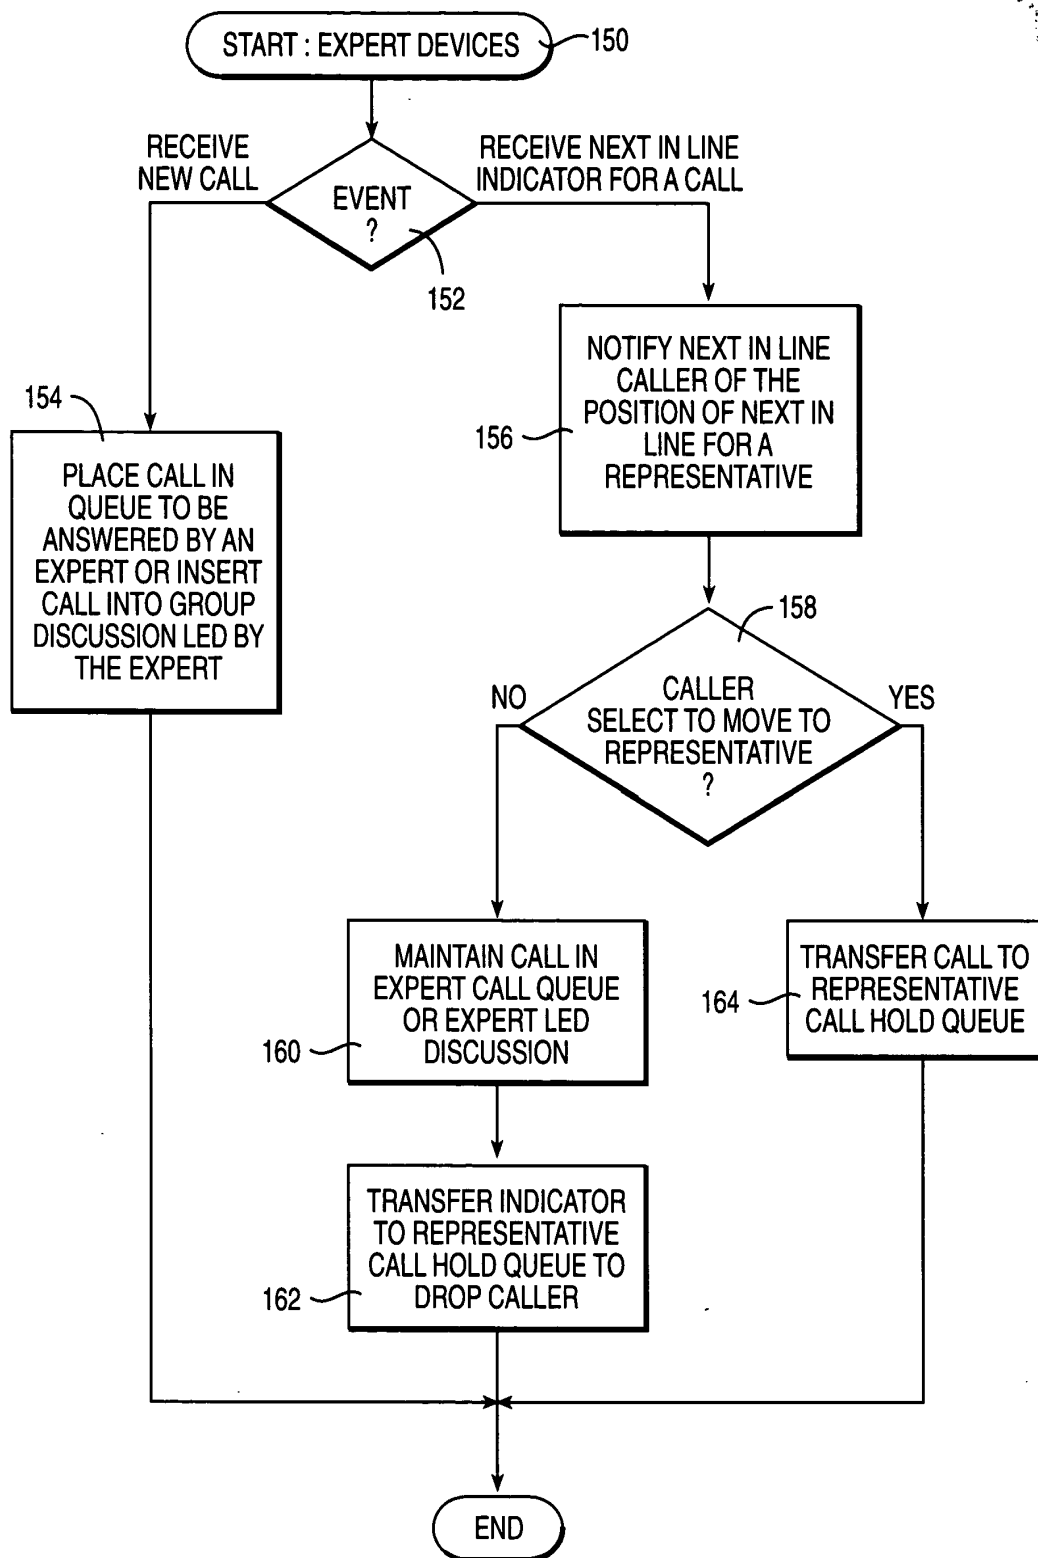 START : EXPERT DEVICES
150
RECEIVE
NEW CALL
RECEIVE NEXT IN LINE
INDICATOR FOR A CALL
EVENT
?
152
154
PLACE CALL IN
QUEUE TO BE
ANSWERED BY AN
EXPERT OR INSERT
CALL INTO GROUP
DISCUSSION LED BY
THE EXPERT
156
NOTIFY NEXT IN LINE
CALLER OF THE
POSITION OF NEXT IN
LINE FOR A
REPRESENTATIVE
158
NO
CALLER
SELECT TO MOVE TO
REPRESENTATIVE
?
YES
160
MAINTAIN CALL IN
EXPERT CALL QUEUE
OR EXPERT LED
DISCUSSION
164
TRANSFER CALL TO
REPRESENTATIVE
CALL HOLD QUEUE
162
TRANSFER INDICATOR
TO REPRESENTATIVE
CALL HOLD QUEUE TO
DROP CALLER
END